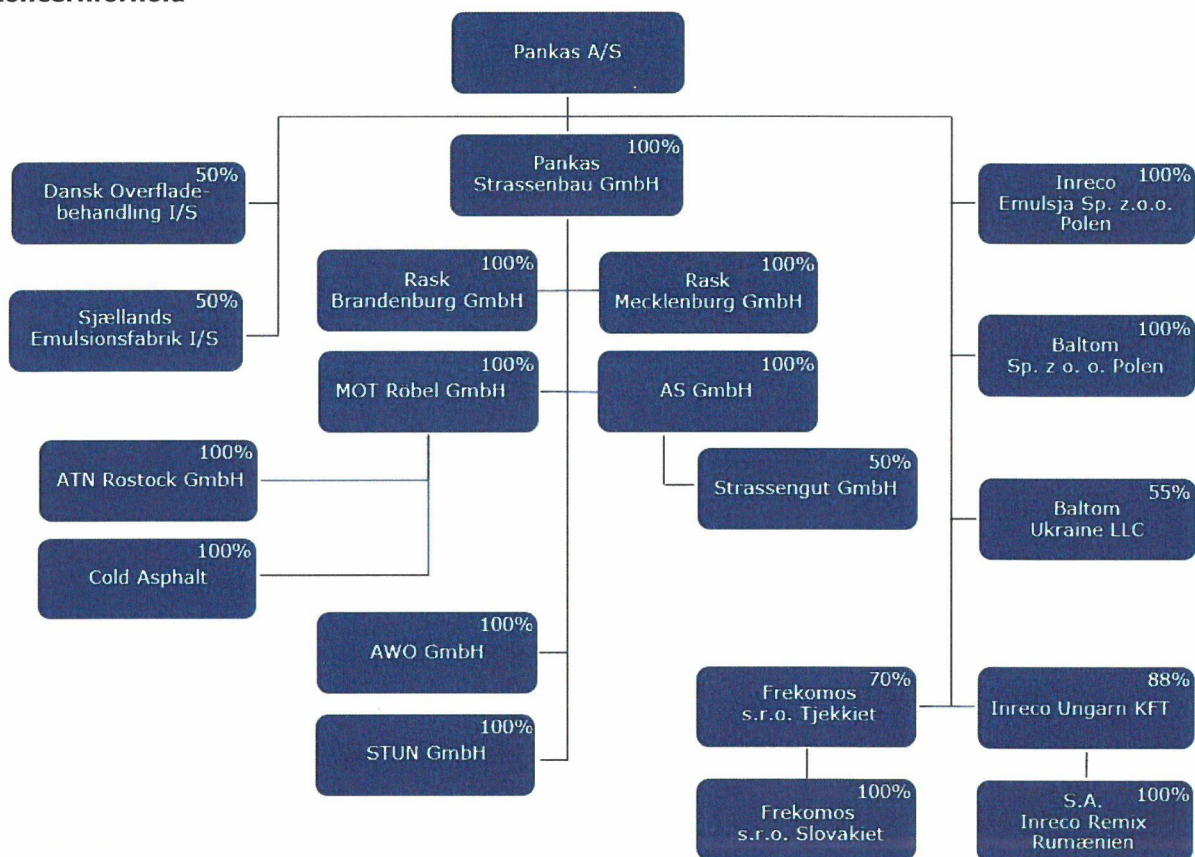 Pankas A/S
100%
Pankas
Strassenbau GmbH
50%
Dansk Overflade-
behandling I/S
100%
Inreco
Emulsja Sp. z.o.o.
Polen
100%
Rask
Brandenburg GmbH
100%
Rask
Mecklenburg GmbH
50%
Sjællands
Emulsionsfabrik I/S
100%
Baltom
Sp. z o. o. Polen
100%
MOT Röbel GmbH
100%
AS GmbH
100%
ATN Rostock GmbH
50%
Strassengut GmbH
55%
Baltom
Ukraine LLC
100%
Cold Asphalt
100%
AWO GmbH
70%
Frekomos
s.r.o. Tjekkiet
88%
Inreco Ungarn KFT
100%
STUN GmbH
100%
Frekomos
s.r.o. Slovakiet
100%
S.A.
Inreco Remix
Rumænien